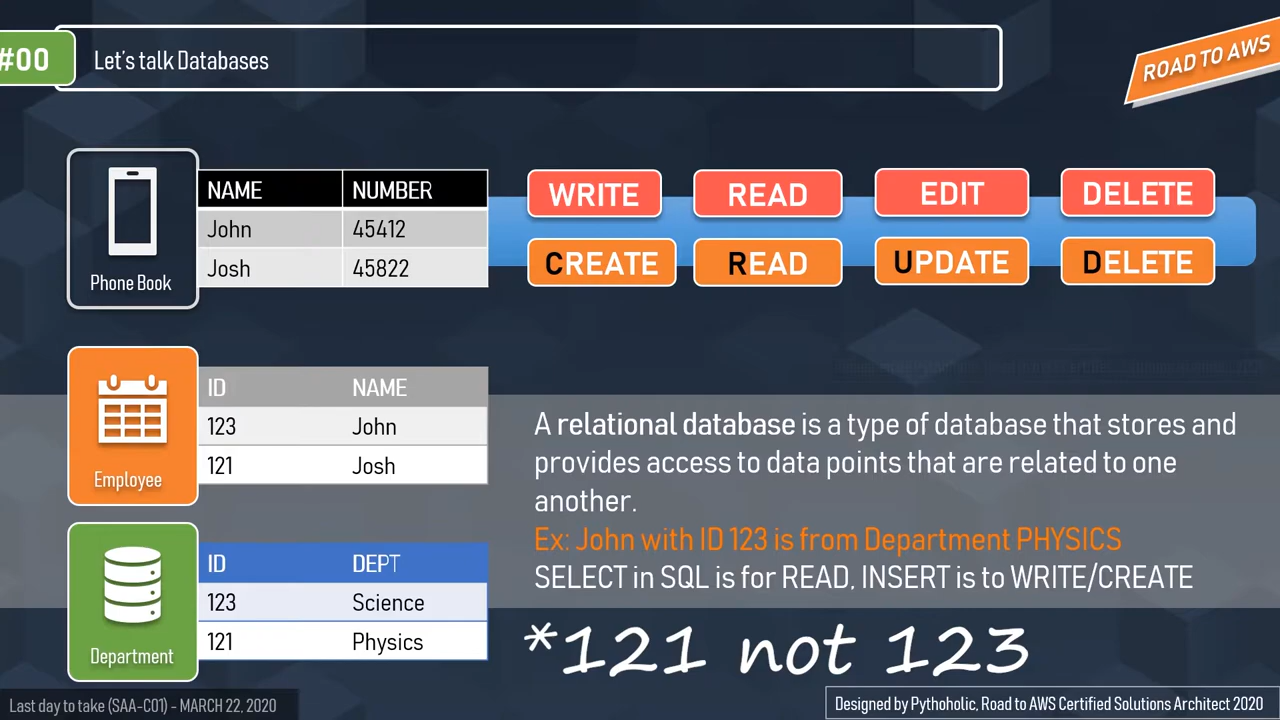 #00
Let's talk Databases
ROAD TO AWS
Phone Book
NAME NUMBER
John 45412
Josh 45822
WRITE READ EDIT DELETE
CREATE READ UPDATE DELETE
Employee
ID NAME
123 John
121 Josh
A relational database is a type of database that stores and
provides access to data points that are related to one
another.
Ex: John with ID 123 is from Department PHYSICS
SELECT in SQL is for READ, INSERT is to WRITE/CREATE
Department
ID DEPT
123 Science
121 Physics
*121 not 123
Last day to take (SAA-C01) - MARCH 22, 2020
Designed by Pythoholic, Road to AWS Certified Solutions Architect 2020